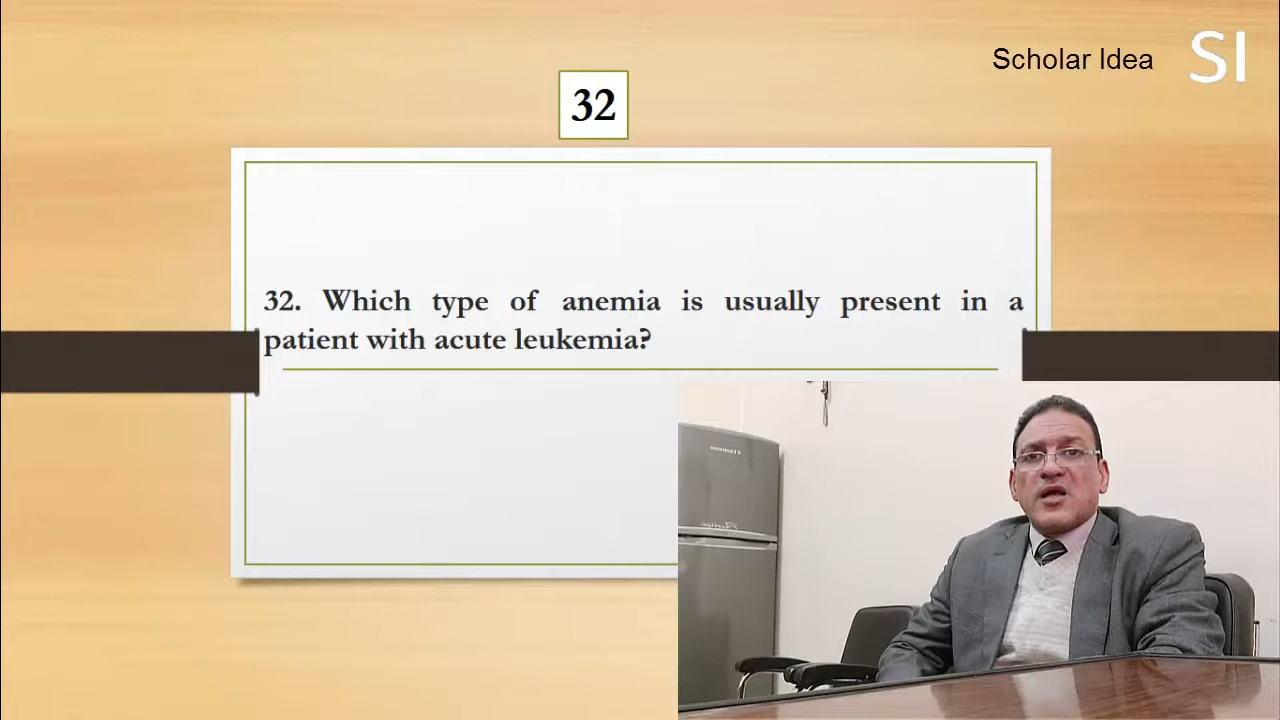 Scholar Idea SI
32
32. Which type of anemia is usually present in a
patient with acute leukemia?